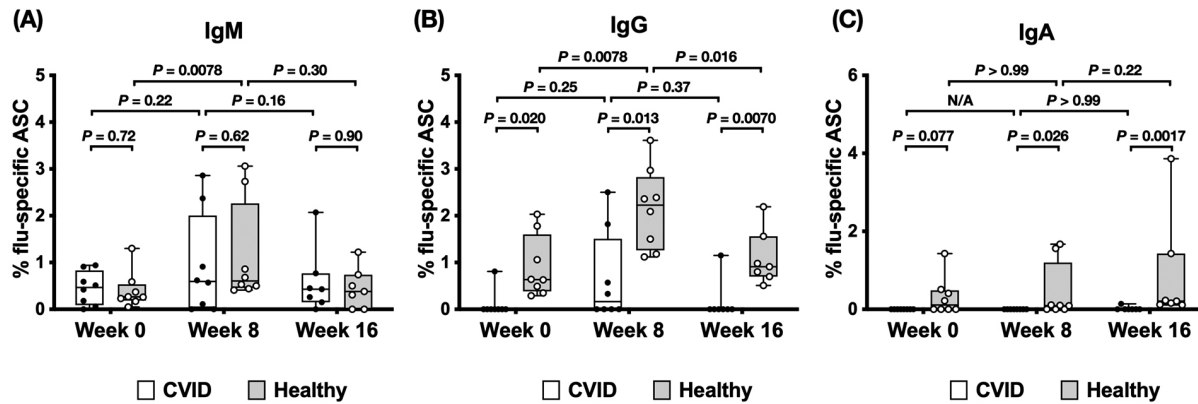 (A)
IgM
P = 0.0078
P = 0.30
P = 0.22
P = 0.16
P = 0.72
P = 0.62
P = 0.90
% flu-specific ASC
5
4
3
2
1
0
Week 0
Week 8
Week 16
CVID
Healthy
(B)
IgG
P = 0.0078
P = 0.016
P = 0.25
P = 0.37
P = 0.020
P = 0.013
P = 0.0070
% flu-specific ASC
5
4
3
2
1
0
Week 0
Week 8
Week 16
CVID
Healthy
(C)
IgA
P > 0.99
P = 0.22
N/A
P > 0.99
P = 0.077
P = 0.026
P = 0.0017
% flu-specific ASC
6
4
2
0
Week 0
Week 8
Week 16
CVID
Healthy